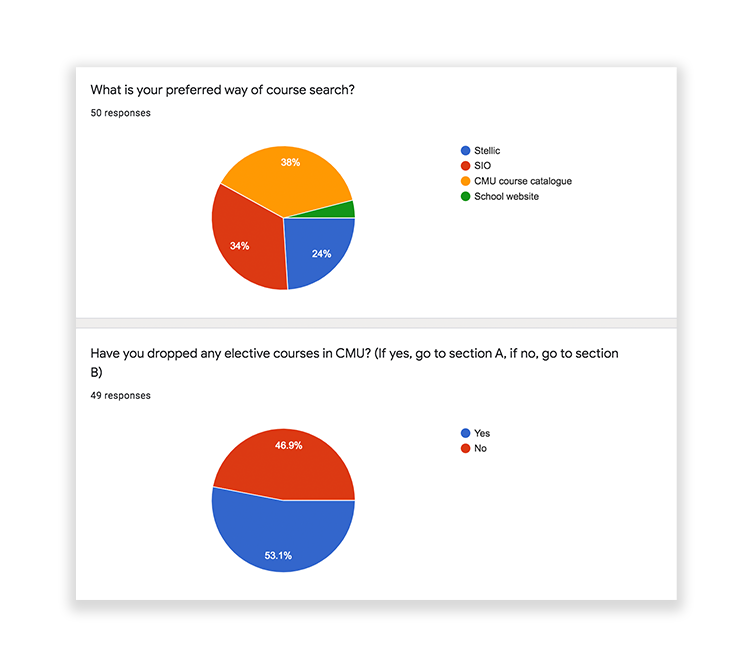 What is your preferred way of course search?
50 responses
38%
34%
24%
Stellic
SIO
CMU course catalogue
School website
Have you dropped any elective courses in CMU? (If yes, go to section A, if no, go to section
B)
49 responses
46.9%
53.1%
Yes
No